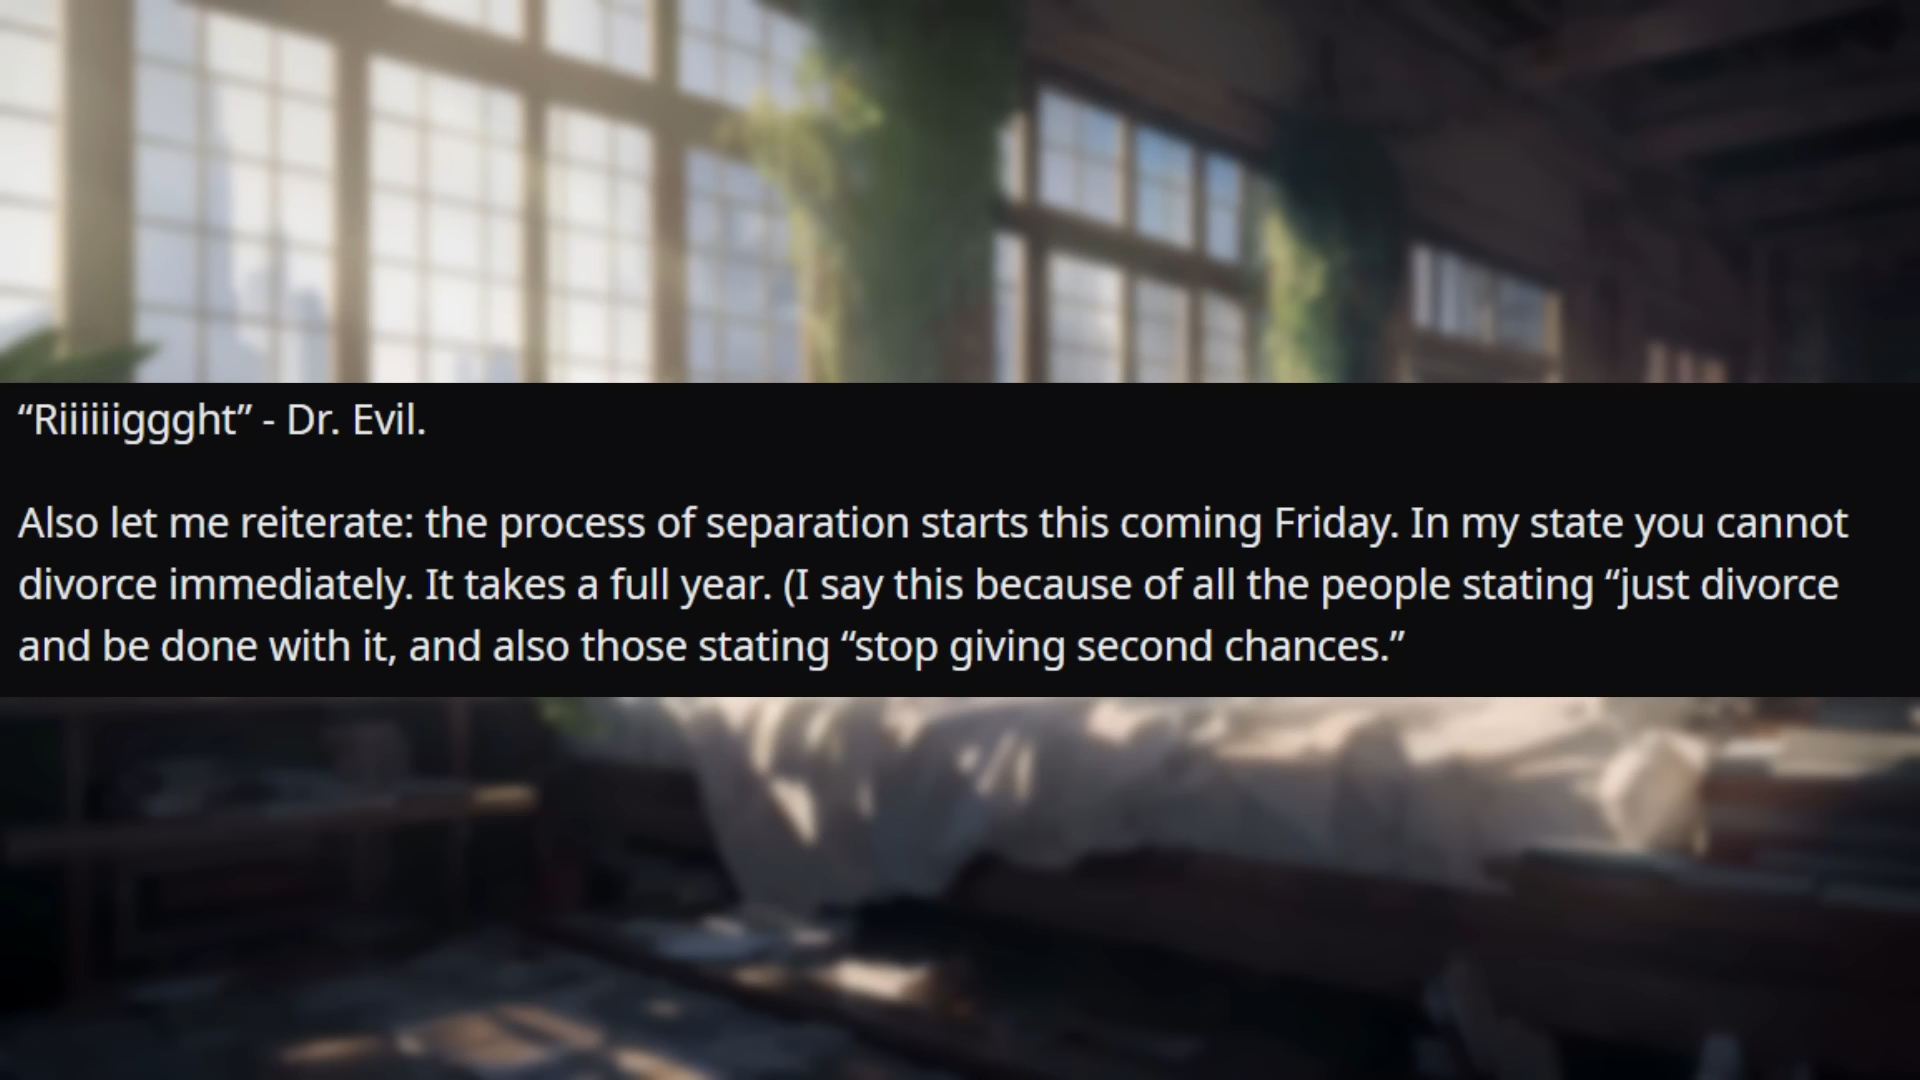 “Riiiiiiggght” - Dr. Evil.
Also let me reiterate: the process of separation starts this coming Friday. In my state you cannot
divorce immediately. It takes a full year. (I say this because of all the people stating “just divorce
and be done with it, and also those stating “stop giving second chances.”